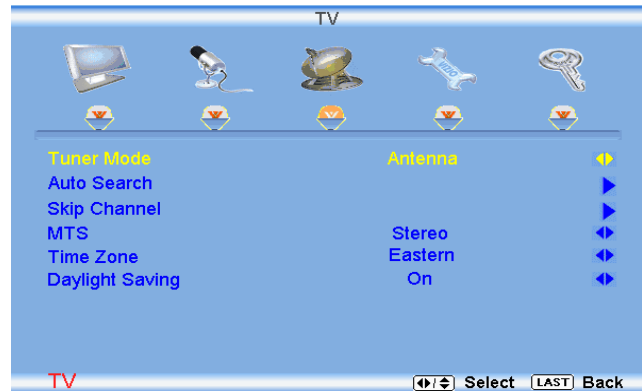 TV
VIZIO
Tuner Mode Antenna
Auto Search
Skip Channel
MTS Stereo
Time Zone Eastern
Daylight Saving On
TV Select LAST Back